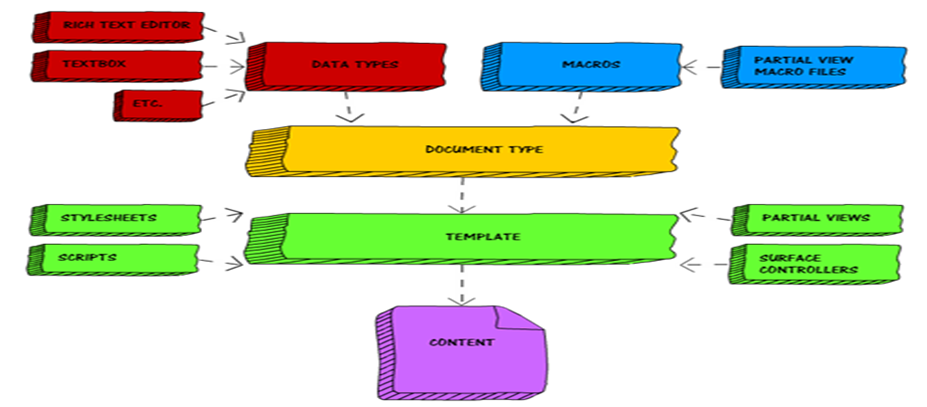 RICH TEXT EDITOR
TEXTBOX
ETC.
DATA TYPES
MACROS
PARTIAL VIEW
MACRO FILES
DOCUMENT TYPE
STYLESHEETS
SCRIPTS
TEMPLATE
PARTIAL VIEWS
SURFACE
CONTROLLERS
CONTENT